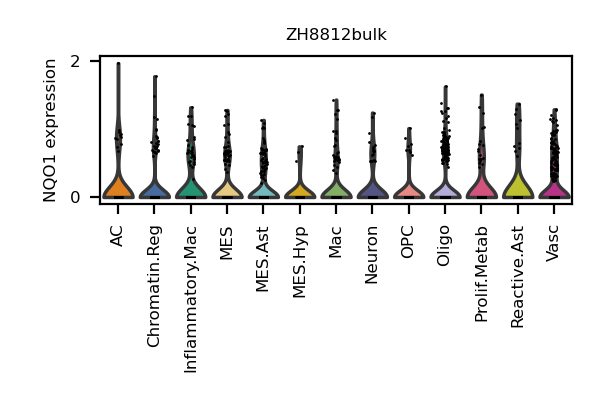 ZH8812bulk
NQO1 expression
2
0
AC
Chromatin.Reg
Inflammatory.Mac
MES
MES.Ast
MES.Hyp
Mac
Neuron
OPC
Oligo
Prolif.Metab
Reactive.Ast
Vasc